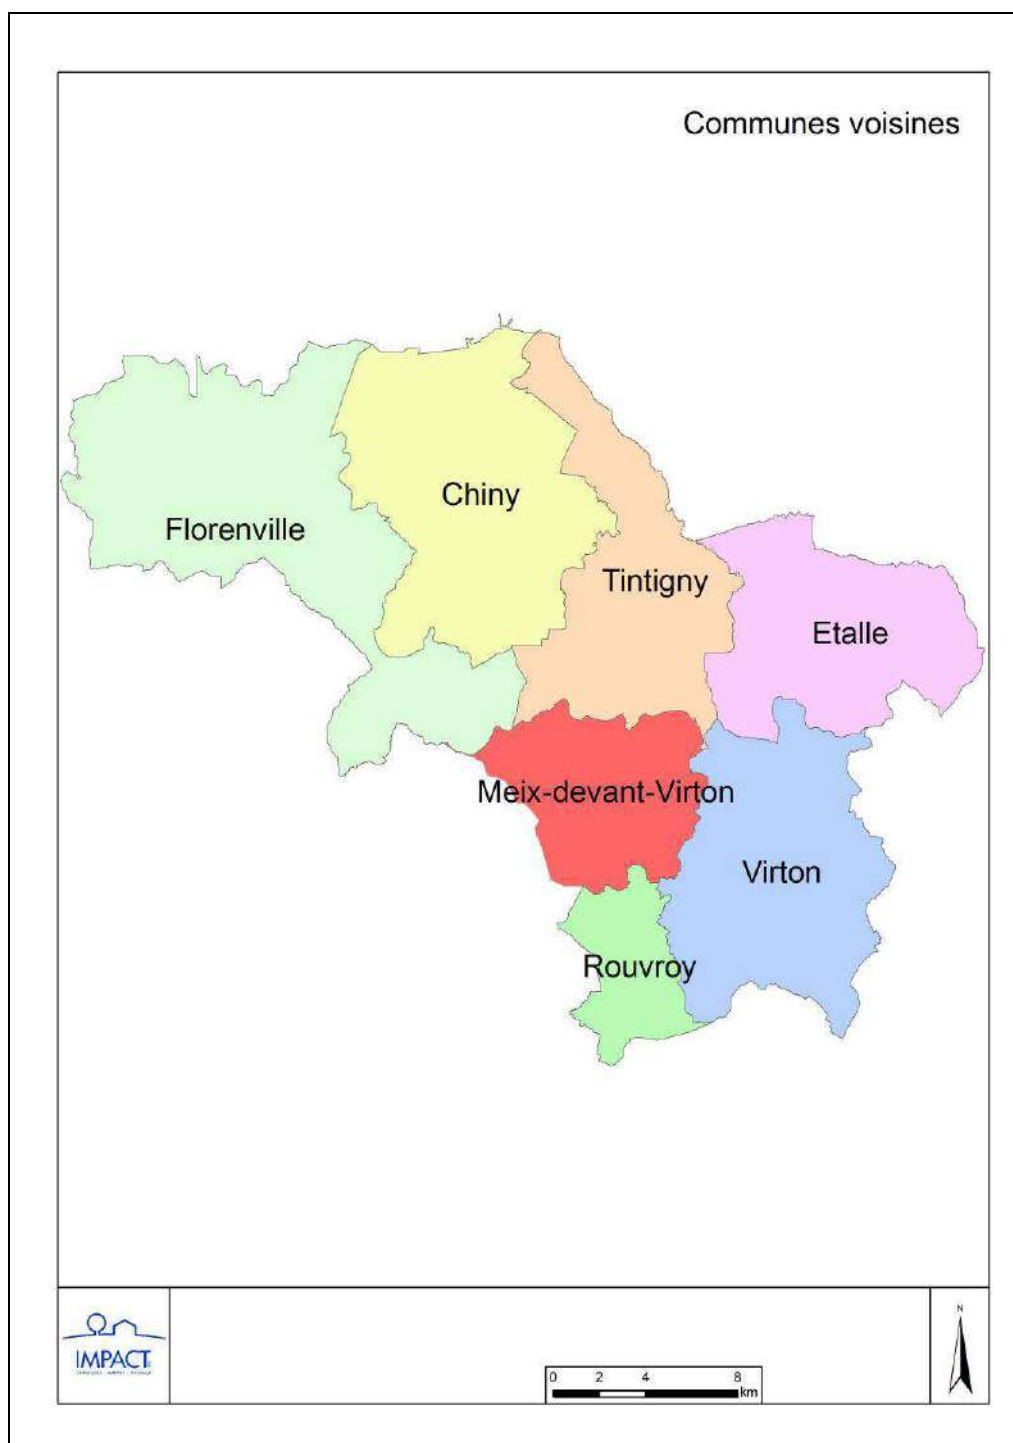 Communes voisines
Chiny
Florenville
Tintigny
Etalle
Meix-devant-Virton
Virton
Rouvroy
N
IMPACT
0 2 4 8
km